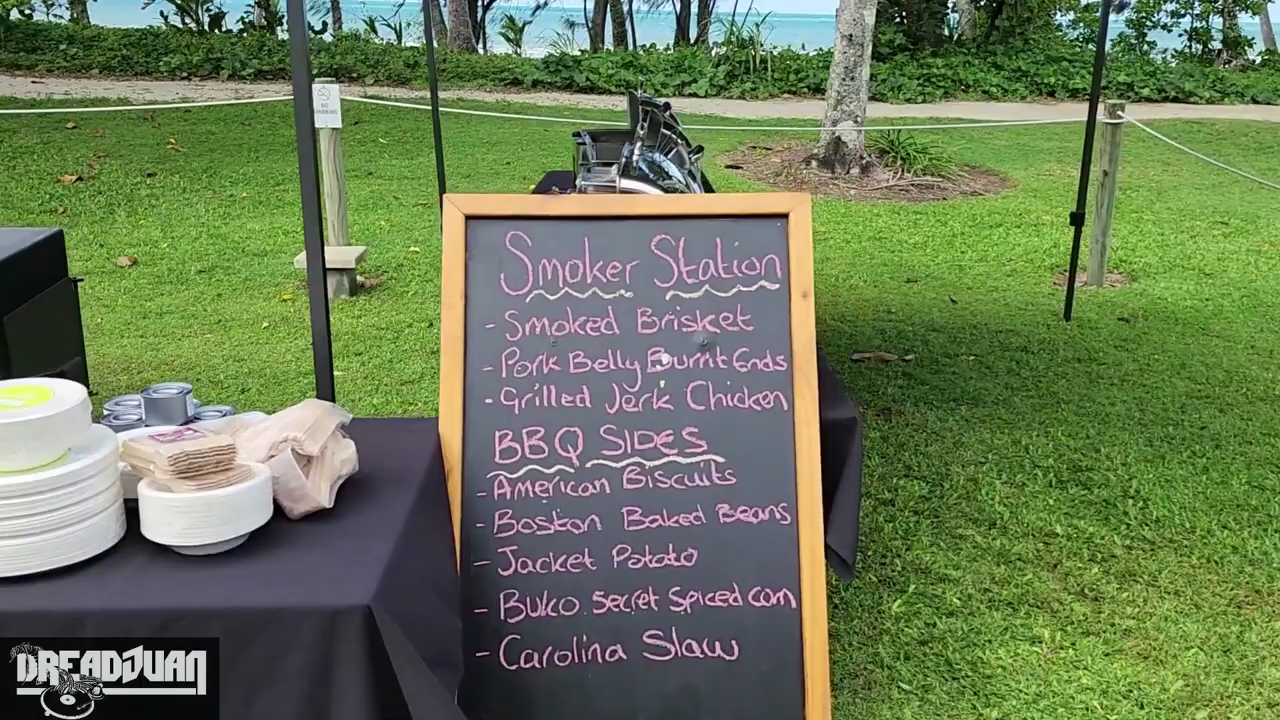 Smoker Station
- Smoked Brisket
- Pork Belly Burnt Ends
- Grilled Jerk Chicken
BBQ SIDES
- American Biscuits
- Boston Baked Beans
- Jacket Potato
- Buko. Secret Spiced corn
- Carolina Slaw
DREADJUAN